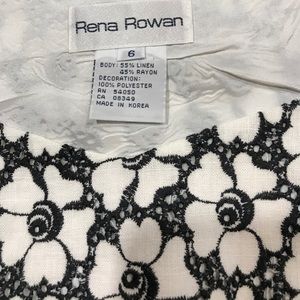 Rena Rowan
6
BODY: 55% LINEN
45% RAYON
DECORATION:
100% POLYESTER
RN 54050
CA 08349
MADE IN KOREA